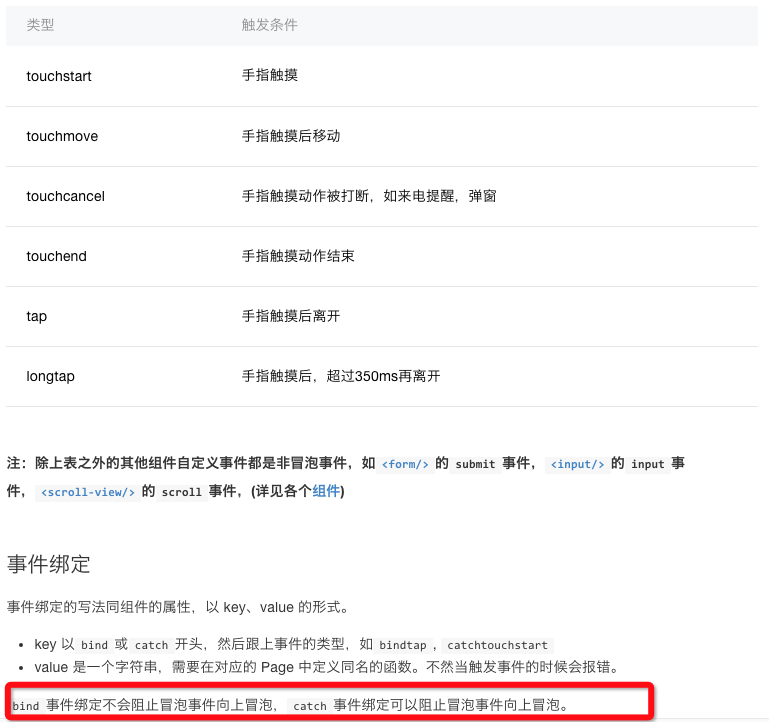 类型 触发条件
touchstart 手指触摸
touchmove 手指触摸后移动
touchcancel 手指触摸动作被打断，如来电提醒，弹窗
touchend 手指触摸动作结束
tap 手指触摸后离开
longtap 手指触摸后，超过350ms再离开
注：除上表之外的其他组件自定义事件都是非冒泡事件，如 <form/> 的 submit 事件， <input/> 的 input 事
件， <scroll-view/> 的 scroll 事件，(详见各个组件)
事件绑定
事件绑定的写法同组件的属性，以 key、value 的形式。
• key 以 bind 或 catch 开头，然后跟上事件的类型，如 bindtap , catchtouchstart
• value 是一个字符串，需要在对应的 Page 中定义同名的函数。不然当触发事件的时候会报错。
bind 事件绑定不会阻止冒泡事件向上冒泡， catch 事件绑定可以阻止冒泡事件向上冒泡。